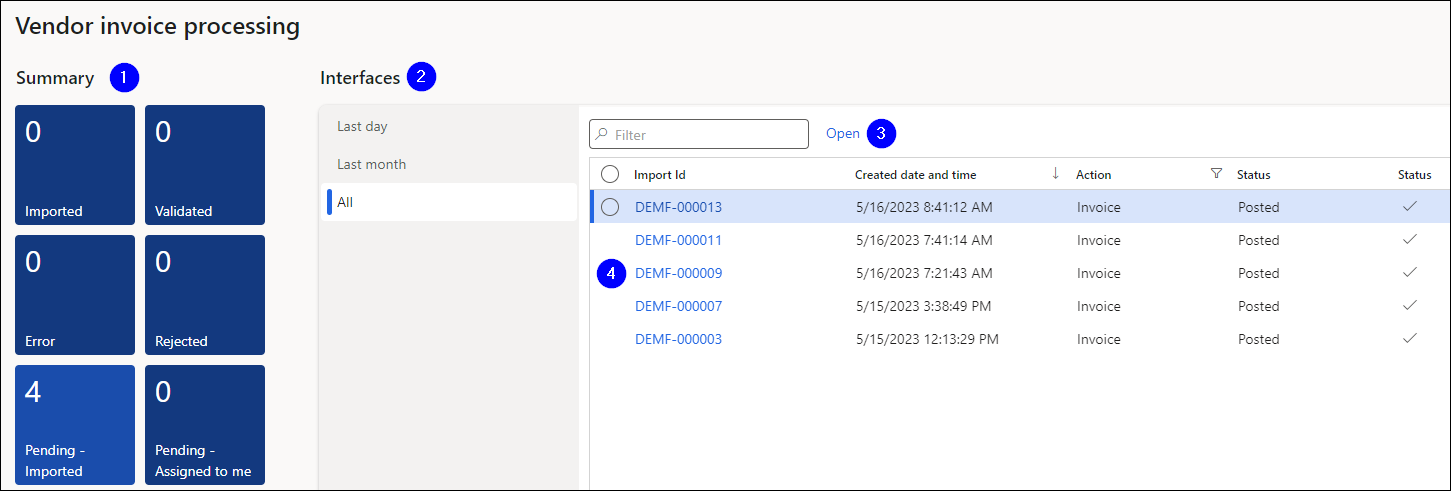 Vendor invoice processing
Summary 1
0
Imported
0
Validated
0
Error
0
Rejected
4
Pending -
Imported
0
Pending -
Assigned to me
Interfaces 2
Last day
Last month
All
Filter
Open 3
Import Id Created date and time Action Status Status
DEMF-000013 5/16/2023 8:41:12 AM Invoice Posted
DEMF-000011 5/16/2023 7:41:14 AM Invoice Posted
4 DEMF-000009 5/16/2023 7:21:43 AM Invoice Posted
DEMF-000007 5/15/2023 3:38:49 PM Invoice Posted
DEMF-000003 5/15/2023 12:13:29 PM Invoice Posted